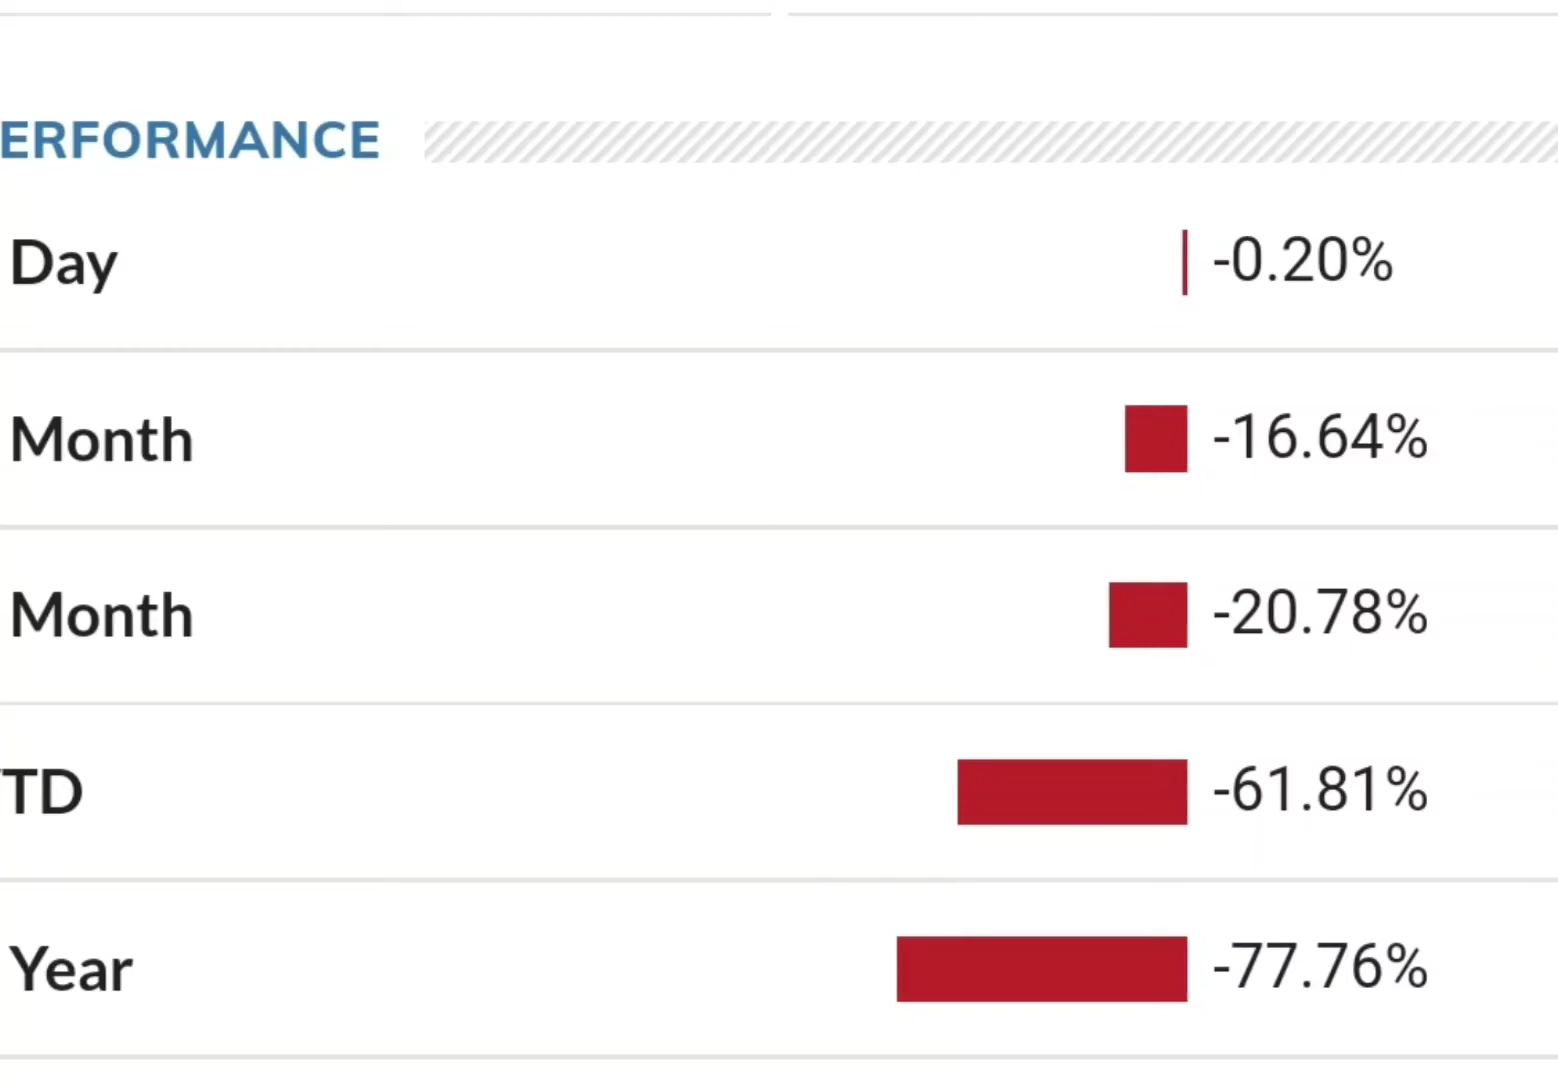 ERFORMANCE
Day -0.20%
Month -16.64%
Month -20.78%
TD -61.81%
Year -77.76%